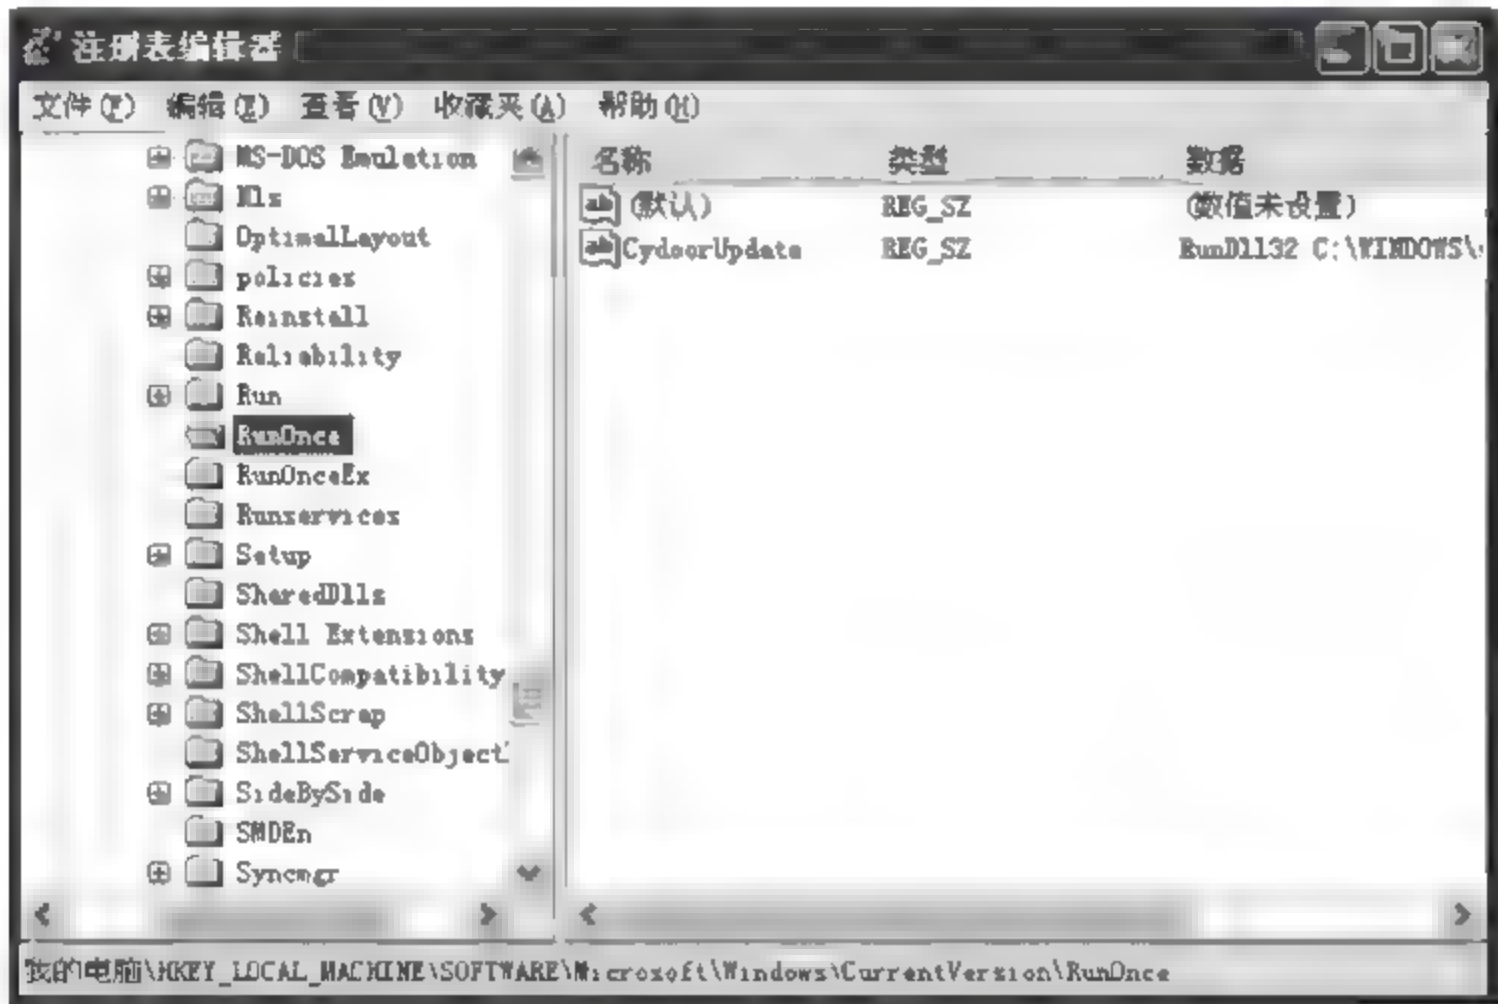 注册表编辑器
文件(F) 编辑(E) 查看(V) 收藏夹(A) 帮助(H)
MS-DOS Emulation
Nls
OptimalLayout
policies
Reinstall
Reliability
Run
RunOnce
RunOnceEx
Runservices
Setup
SharedDlls
Shell Extensions
ShellCompatibility
ShellScrap
ShellServiceObject
SideBySide
SMDEn
Syncmgr
名称 类型 数据
(默认) REG_SZ (数值未设置)
CydoorUpdate REG_SZ RunDll32 C:\WINDOWS\
我的电脑\HKEY_LOCAL_MACHINE\SOFTWARE\Microsoft\Windows\CurrentVersion\RunOnce